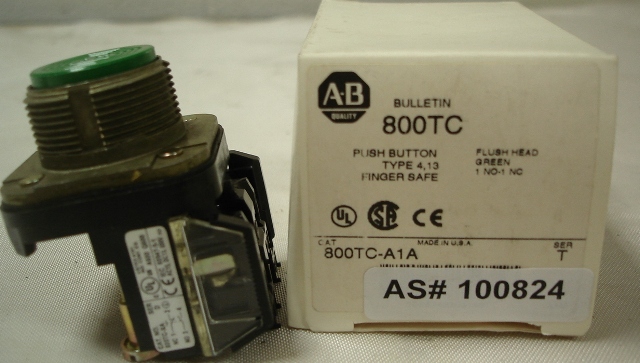 A-B
QUALITY
BULLETIN
800TC
PUSH BUTTON
TYPE 4,13
FINGER SAFE
FLUSH HEAD
GREEN
1 NO-1 NC
UL
CE
CAT
MADE IN U.S.A.
SER
800TC-A1A
T
AS# 100824